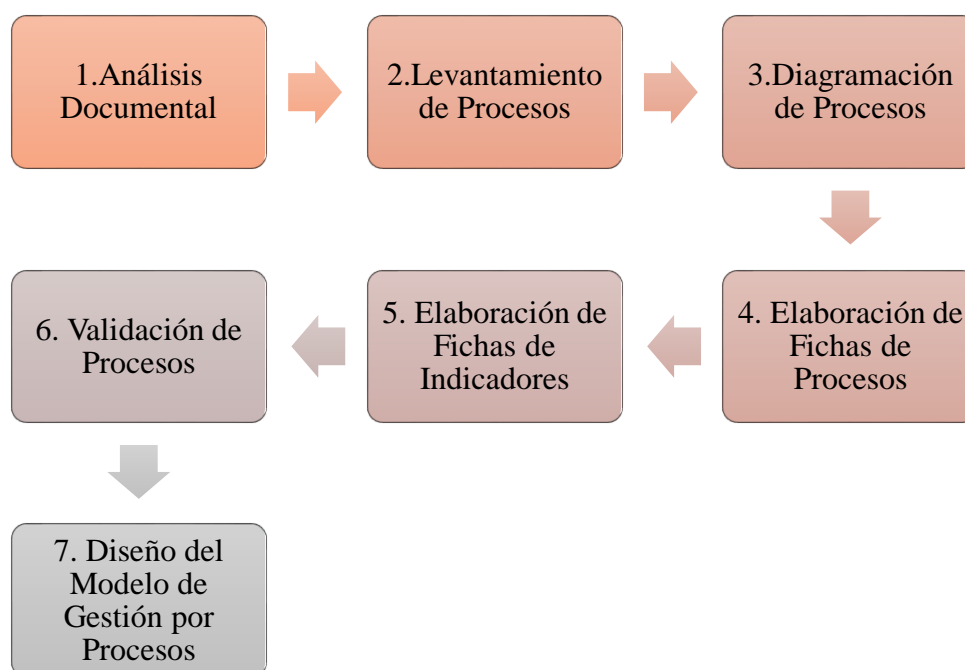 1.Análisis
Documental
2.Levantamiento
de Procesos
3.Diagramación
de Procesos
4. Elaboración de
Fichas de
Procesos
5. Elaboración de
Fichas de
Indicadores
6. Validación de
Procesos
7. Diseño del
Modelo de
Gestión por
Procesos